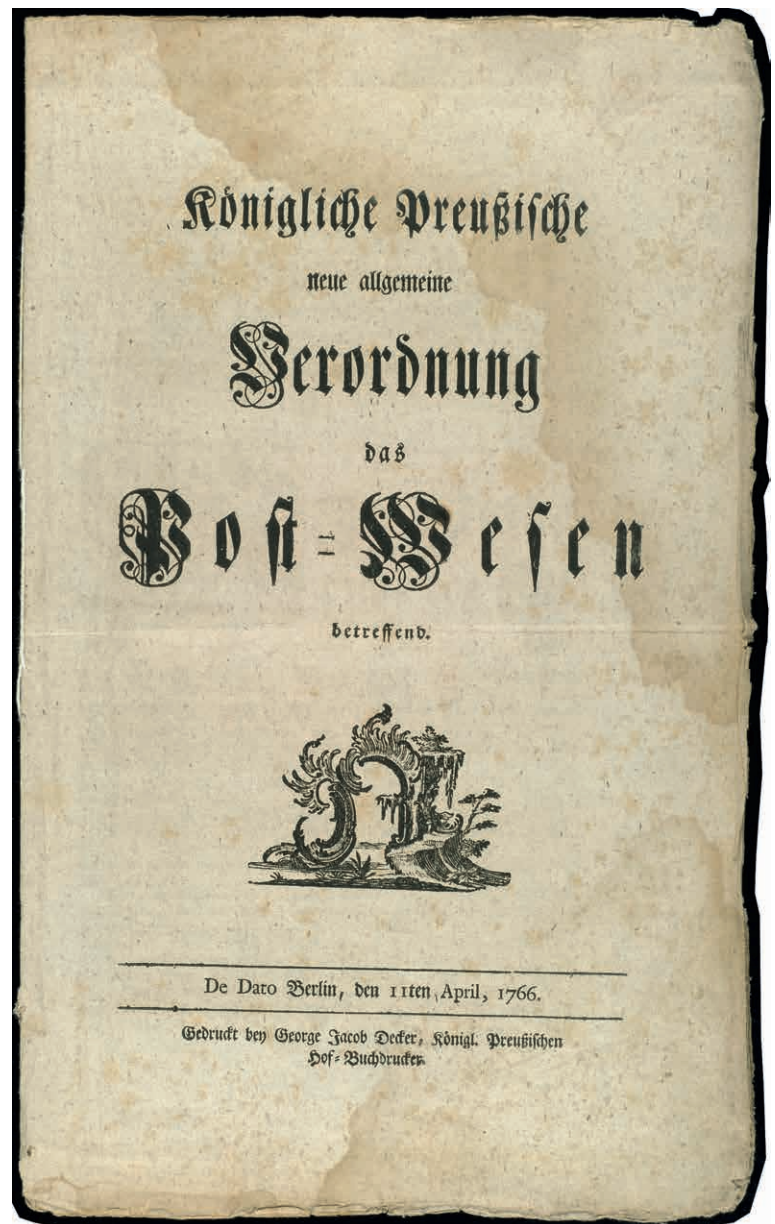 Königliche Preußische
neue allgemeine
Verordnung
das
Post-Wesen
betreffend.
De Dato Berlin, den 11ten April, 1766.
Gedruckt bey George Jacob Decker, Königl. Preußischen
Hof-Buchdrucker.